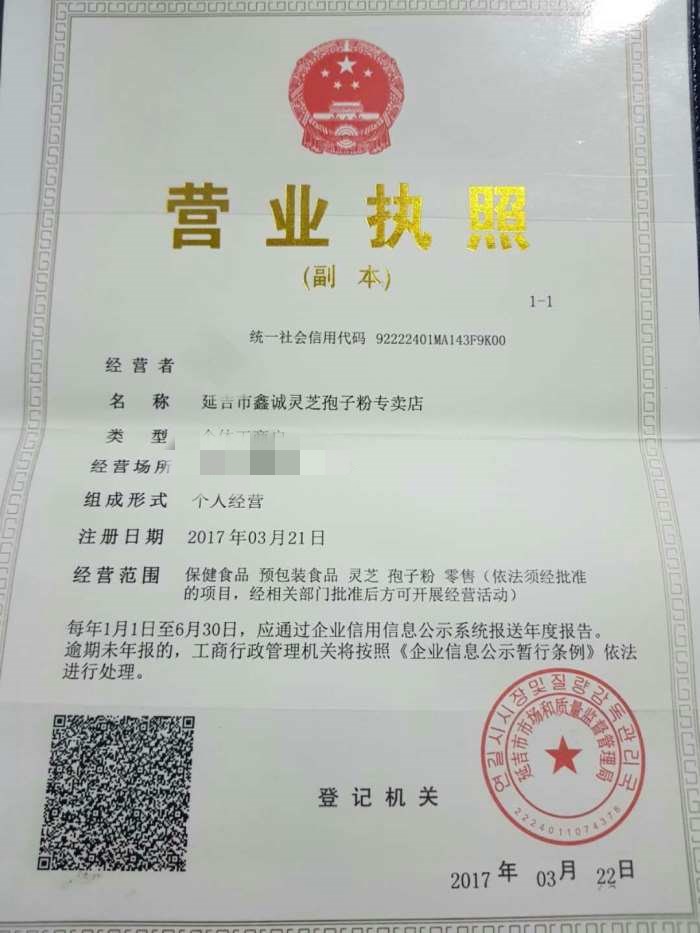 营业执照
(副 本)
1-1
统一社会信用代码 92222401MA143F9K00
经营者
名 称 延吉市鑫诚灵芝孢子粉专卖店
类 型
经营场所
组成形式 个人经营
注册日期 2017年03月21日
经营范围 保健食品 预包装食品 灵芝 孢子粉 零售（依法须经批准
的项目，经相关部门批准后方可开展经营活动）
每年1月1日至6月30日，应通过企业信用信息公示系统报送年度报告。
逾期未年报的，工商行政管理机关将按照《企业信息公示暂行条例》依法
进行处理。
연길시시장및질량감독관리국
延吉市市场和质量监督管理局
2224011074378
登记机关
2017 年 03月 22日